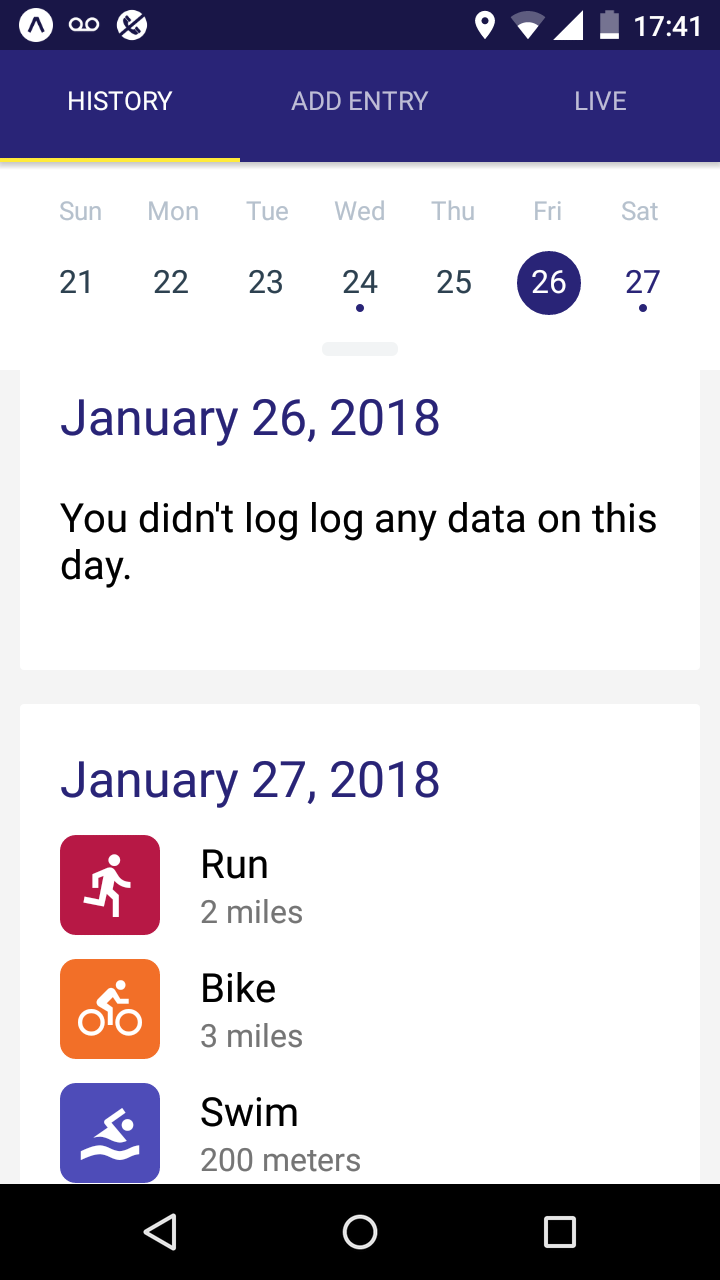 17:41
HISTORY ADD ENTRY LIVE
Sun Mon Tue Wed Thu Fri Sat
21 22 23 24 25 26 27
January 26, 2018
You didn't log log any data on this
day.
January 27, 2018
Run
2 miles
Bike
3 miles
Swim
200 meters